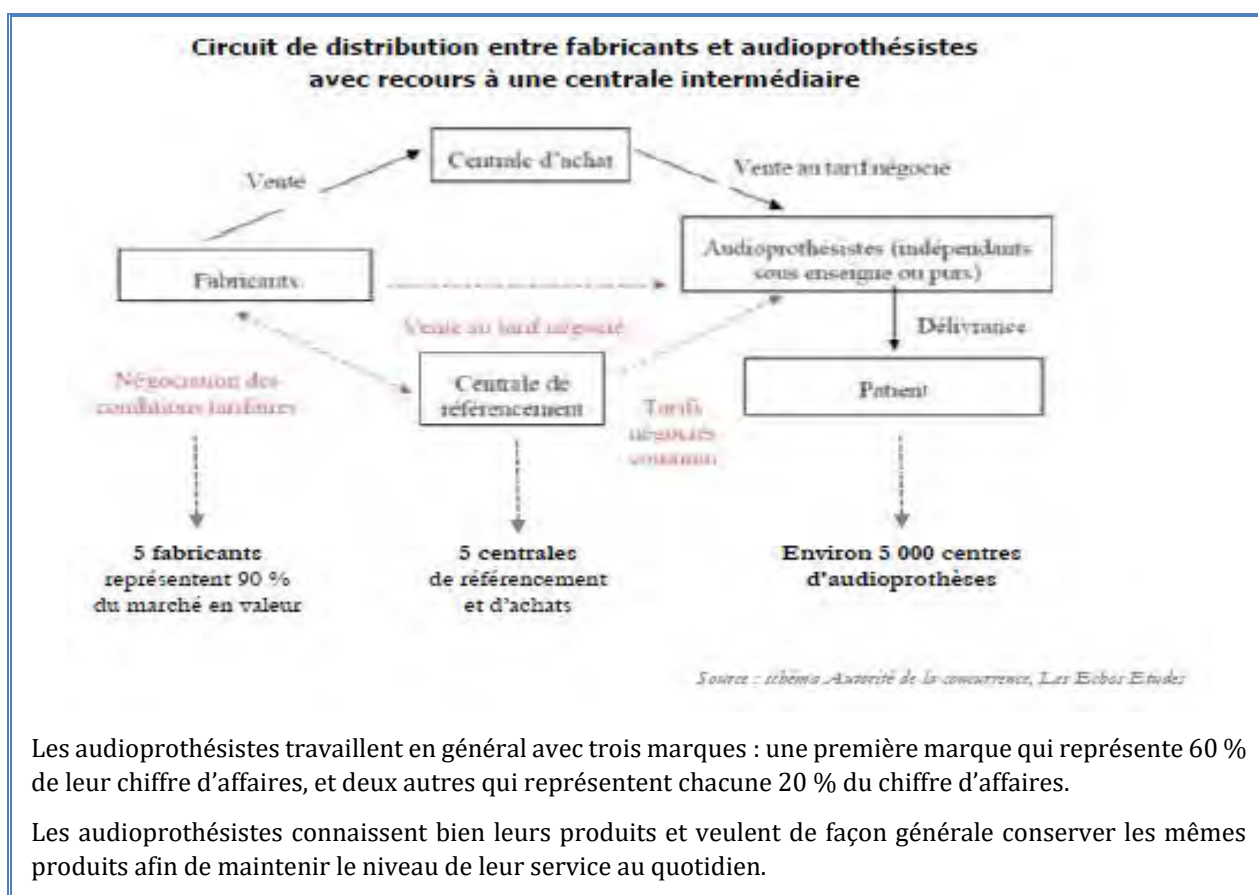 Circuit de distribution entre fabricants et audioprothésistes
avec recours à une centrale intermédiaire
Centrale d'achat
Vente
Vente au tarif négocié
Audioprothésistes (indépendants
sous enseigne ou purs)
Fabricants
Vente au tarif négocié
Délivrance
Négociation des
conditions tarifaires
Centrale de
référencement
Patient
Tarifs
négociés
5 fabricants
représentent 90 %
du marché en valeur
5 centrales
de référencement
et d'achats
Environ 5 000 centres
d'audioprothèses
Source : schéma Autorité de la concurrence, Les Echos Etudes
Les audioprothésistes travaillent en général avec trois marques : une première marque qui représente 60 %
de leur chiffre d'affaires, et deux autres qui représentent chacune 20 % du chiffre d'affaires.
Les audioprothésistes connaissent bien leurs produits et veulent de façon générale conserver les mêmes
produits afin de maintenir le niveau de leur service au quotidien.